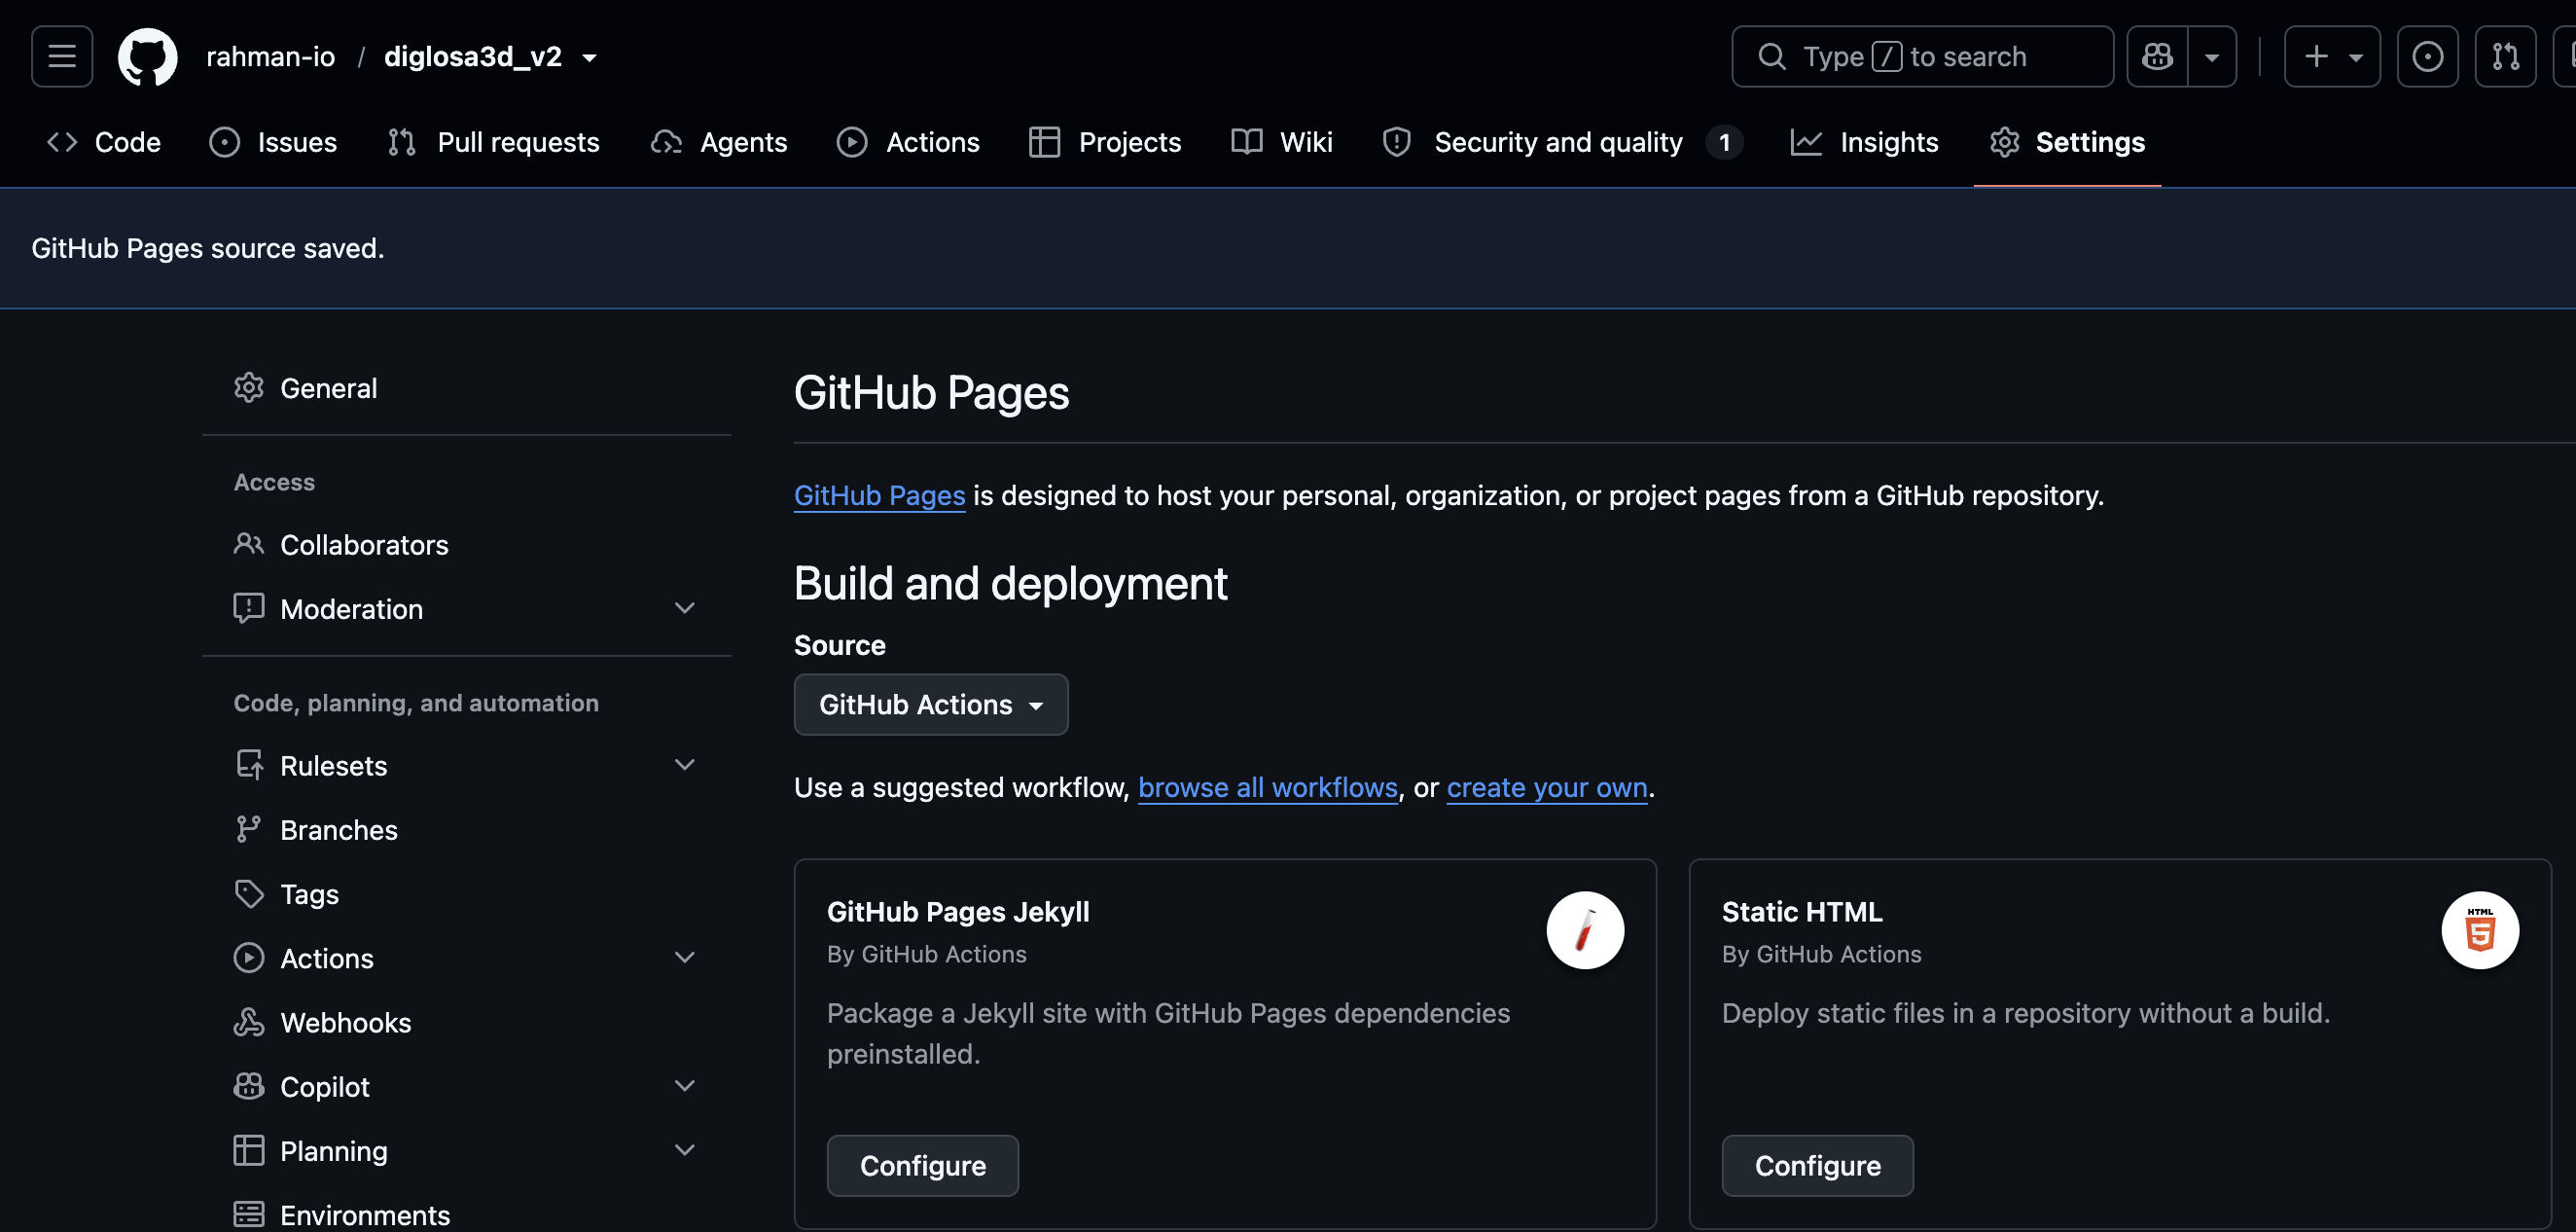 rahman-io / diglosa3d_v2
Type / to search
Code
Issues
Pull requests
Agents
Actions
Projects
Wiki
Security and quality 1
Insights
Settings
GitHub Pages source saved.
General
Access
Collaborators
Moderation
Code, planning, and automation
Rulesets
Branches
Tags
Actions
Webhooks
Copilot
Planning
Environments
GitHub Pages
GitHub Pages is designed to host your personal, organization, or project pages from a GitHub repository.
Build and deployment
Source
GitHub Actions
Use a suggested workflow, browse all workflows, or create your own.
GitHub Pages Jekyll
By GitHub Actions
Package a Jekyll site with GitHub Pages dependencies
preinstalled.
Configure
Static HTML
HTML
5
By GitHub Actions
Deploy static files in a repository without a build.
Configure